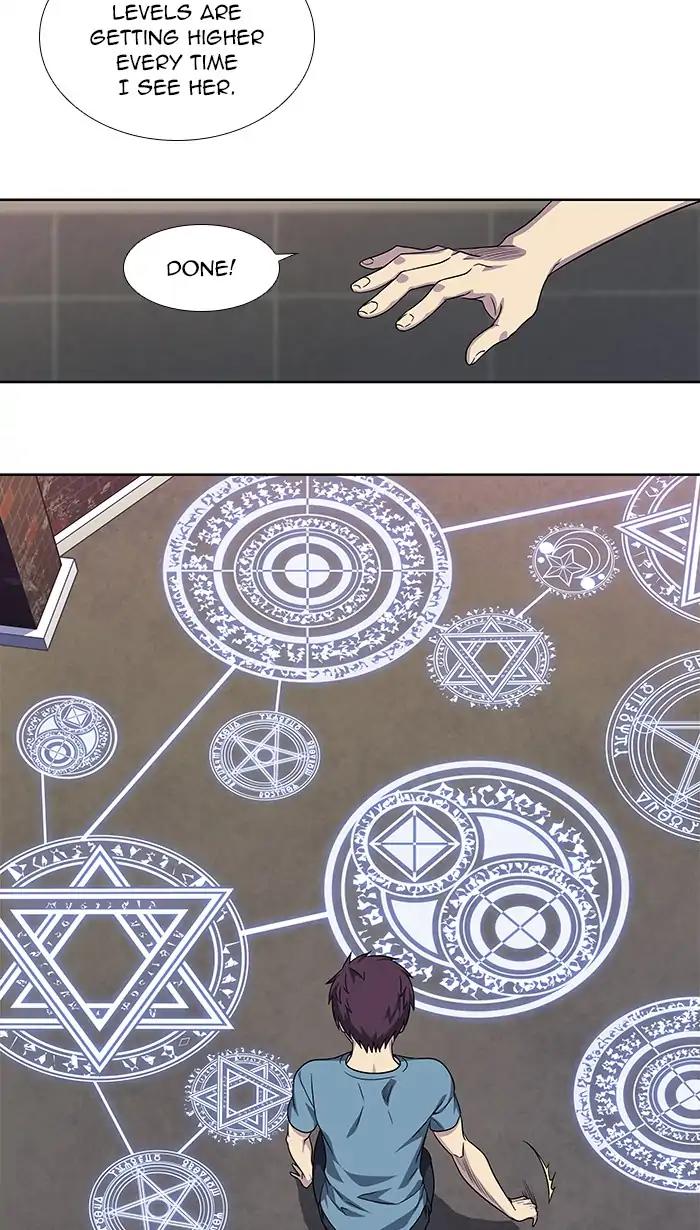 LEVELS ARE
GETTING HIGHER
EVERY TIME
I SEE HER.
DONE!